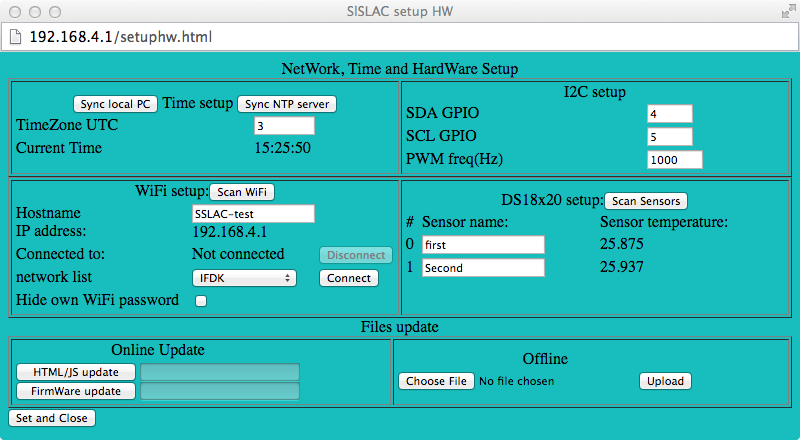 SlSLAC setup HW
192.168.4.1/setuphw.html
NetWork, Time and HardWare Setup
Sync local PC Time setup Sync NTP server
TimeZone UTC 3
Current Time 15:25:50
I2C setup
SDA GPIO 4
SCL GPIO 5
PWM freq(Hz) 1000
WiFi setup: Scan WiFi
Hostname SSLAC-test
IP address: 192.168.4.1
Connected to: Not connected Disconnect
network list IFDK Connect
Hide own WiFi password
DS18x20 setup: Scan Sensors
# Sensor name: Sensor temperature:
0 first 25.875
1 Second 25.937
Files update
Online Update
HTML/JS update
FirmWare update
Offline
Choose File No file chosen Upload
Set and Close